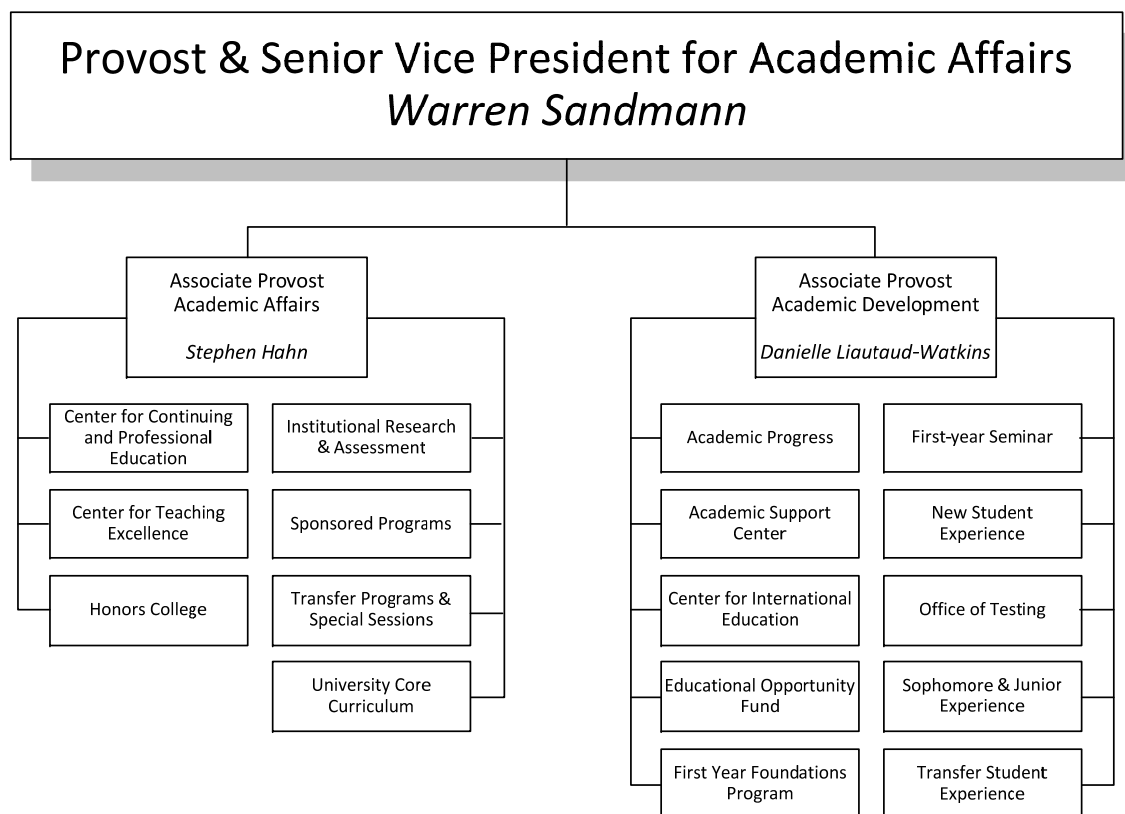 Provost & Senior Vice President for Academic Affairs
Warren Sandmann
Associate Provost
Academic Affairs
Stephen Hahn
Associate Provost
Academic Development
Danielle Liautaud-Watkins
Center for Continuing
and Professional
Education
Institutional Research
& Assessment
Center for Teaching
Excellence
Sponsored Programs
Honors College
Transfer Programs &
Special Sessions
University Core
Curriculum
Academic Progress
First-year Seminar
Academic Support
Center
New Student
Experience
Center for International
Education
Office of Testing
Educational Opportunity
Fund
Sophomore & Junior
Experience
First Year Foundations
Program
Transfer Student
Experience